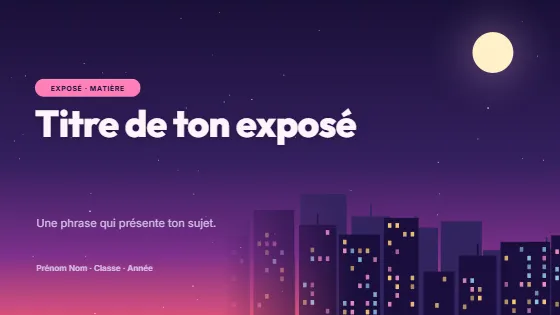 EXPOSÉ · MATIÈRE
Titre de ton exposé
Une phrase qui présente ton sujet.
Prénom Nom · Classe · Année